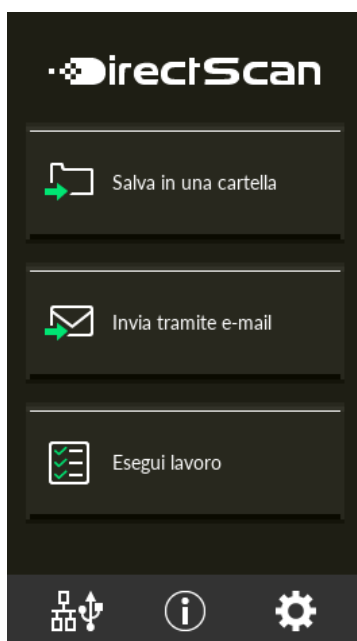 DirectScan
Salva in una cartella
Invia tramite e-mail
Esegui lavoro